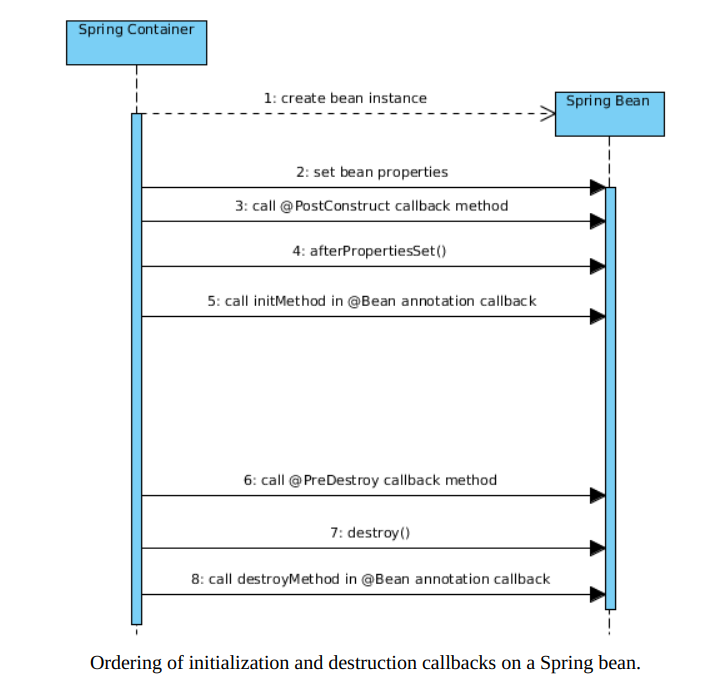 Spring Container
1: create bean instance
Spring Bean
2: set bean properties
3: call @PostConstruct callback method
4: afterPropertiesSet()
5: call initMethod in @Bean annotation callback
6: call @PreDestroy callback method
7: destroy()
8: call destroyMethod in @Bean annotation callback
Ordering of initialization and destruction callbacks on a Spring bean.